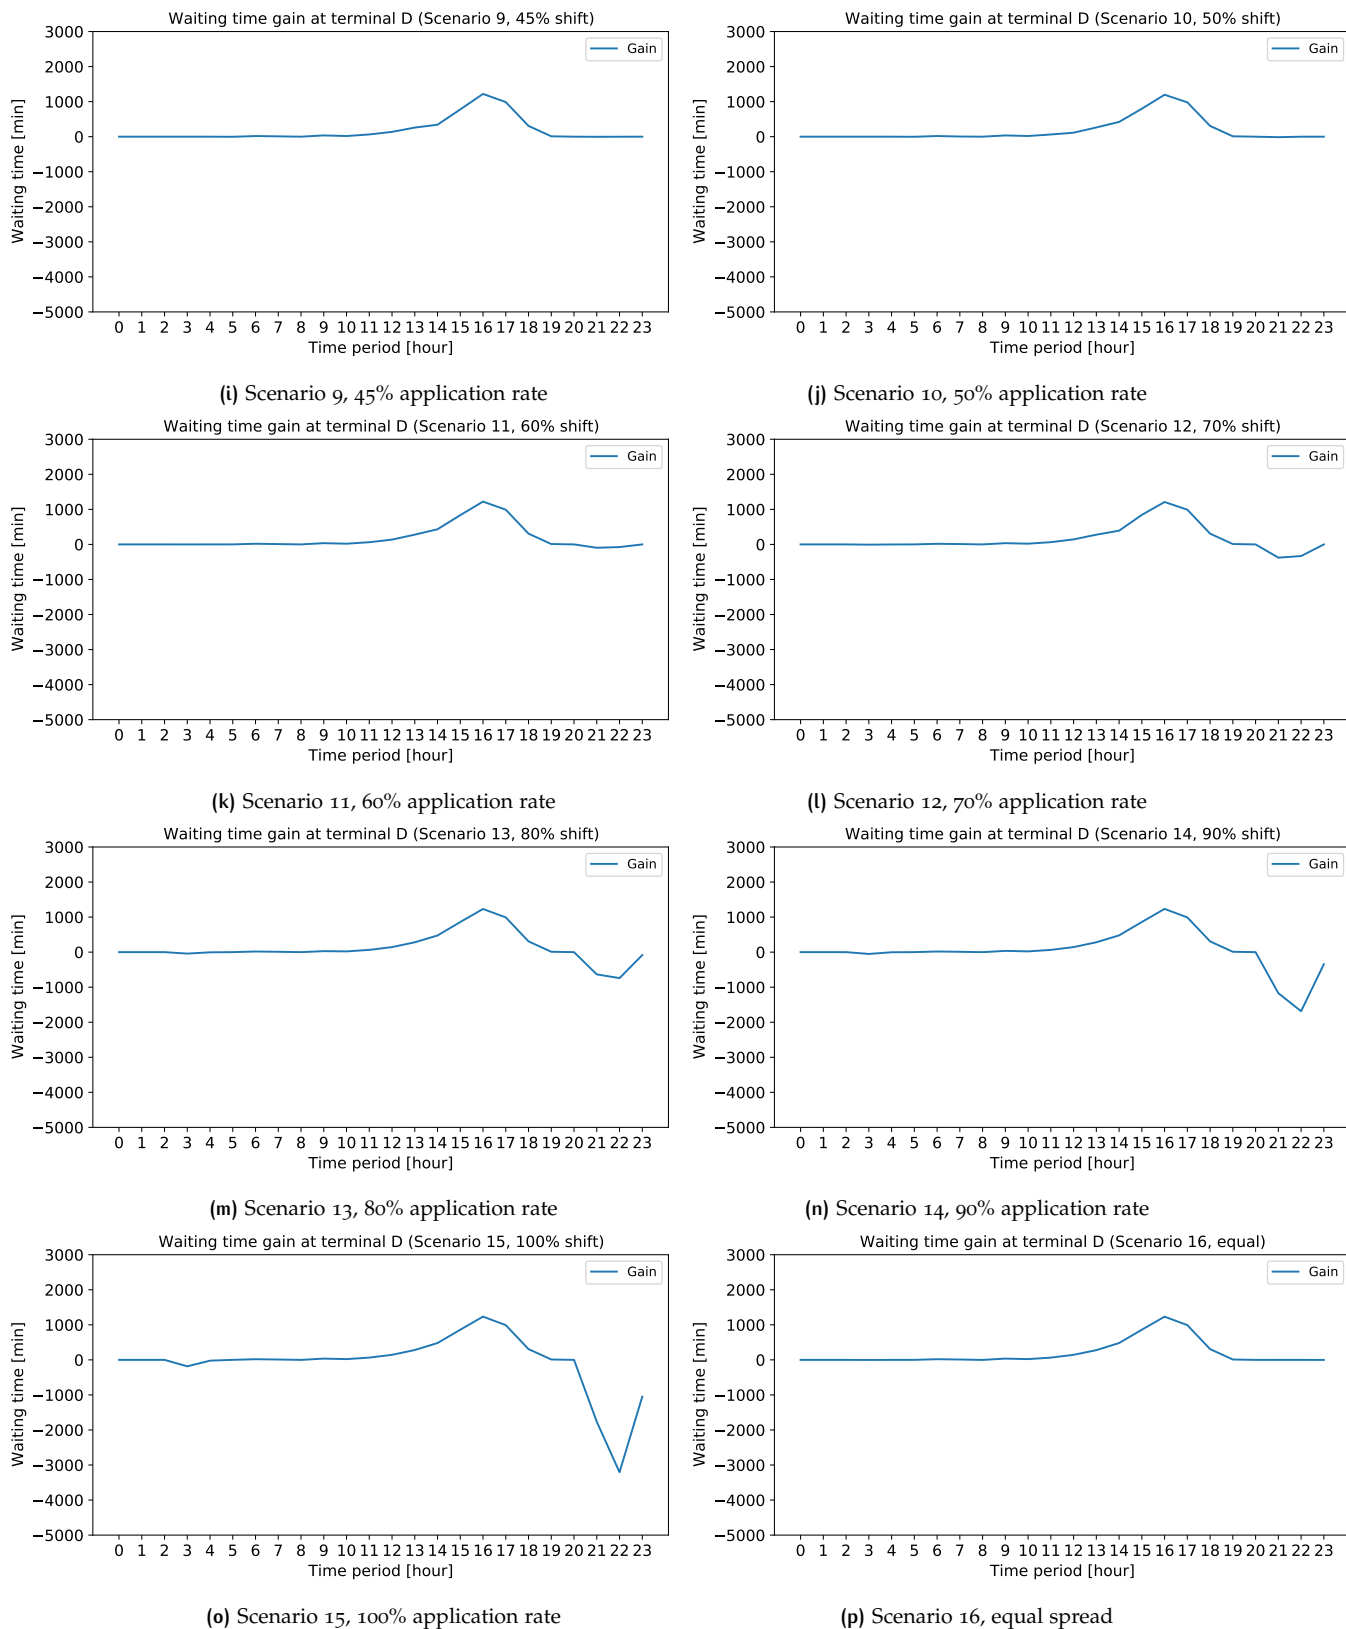 Waiting time gain at terminal D (Scenario 9, 45% shift)
3000
2000
1000
0
−1000
−2000
−3000
−4000
−5000
Waiting time [min]
Gain
0 1 2 3 4 5 6 7 8 9 10 11 12 13 14 15 16 17 18 19 20 21 22 23
Time period [hour]
(i) Scenario 9, 45% application rate
Waiting time gain at terminal D (Scenario 10, 50% shift)
3000
2000
1000
0
−1000
−2000
−3000
−4000
−5000
Waiting time [min]
Gain
0 1 2 3 4 5 6 7 8 9 10 11 12 13 14 15 16 17 18 19 20 21 22 23
Time period [hour]
(j) Scenario 10, 50% application rate
Waiting time gain at terminal D (Scenario 11, 60% shift)
3000
2000
1000
0
−1000
−2000
−3000
−4000
−5000
Waiting time [min]
Gain
0 1 2 3 4 5 6 7 8 9 10 11 12 13 14 15 16 17 18 19 20 21 22 23
Time period [hour]
(k) Scenario 11, 60% application rate
Waiting time gain at terminal D (Scenario 12, 70% shift)
3000
2000
1000
0
−1000
−2000
−3000
−4000
−5000
Waiting time [min]
Gain
0 1 2 3 4 5 6 7 8 9 10 11 12 13 14 15 16 17 18 19 20 21 22 23
Time period [hour]
(l) Scenario 12, 70% application rate
Waiting time gain at terminal D (Scenario 13, 80% shift)
3000
2000
1000
0
−1000
−2000
−3000
−4000
−5000
Waiting time [min]
Gain
0 1 2 3 4 5 6 7 8 9 10 11 12 13 14 15 16 17 18 19 20 21 22 23
Time period [hour]
(m) Scenario 13, 80% application rate
Waiting time gain at terminal D (Scenario 14, 90% shift)
3000
2000
1000
0
−1000
−2000
−3000
−4000
−5000
Waiting time [min]
Gain
0 1 2 3 4 5 6 7 8 9 10 11 12 13 14 15 16 17 18 19 20 21 22 23
Time period [hour]
(n) Scenario 14, 90% application rate
Waiting time gain at terminal D (Scenario 15, 100% shift)
3000
2000
1000
0
−1000
−2000
−3000
−4000
−5000
Waiting time [min]
Gain
0 1 2 3 4 5 6 7 8 9 10 11 12 13 14 15 16 17 18 19 20 21 22 23
Time period [hour]
(o) Scenario 15, 100% application rate
Waiting time gain at terminal D (Scenario 16, equal)
3000
2000
1000
0
−1000
−2000
−3000
−4000
−5000
Waiting time [min]
Gain
0 1 2 3 4 5 6 7 8 9 10 11 12 13 14 15 16 17 18 19 20 21 22 23
Time period [hour]
(p) Scenario 16, equal spread